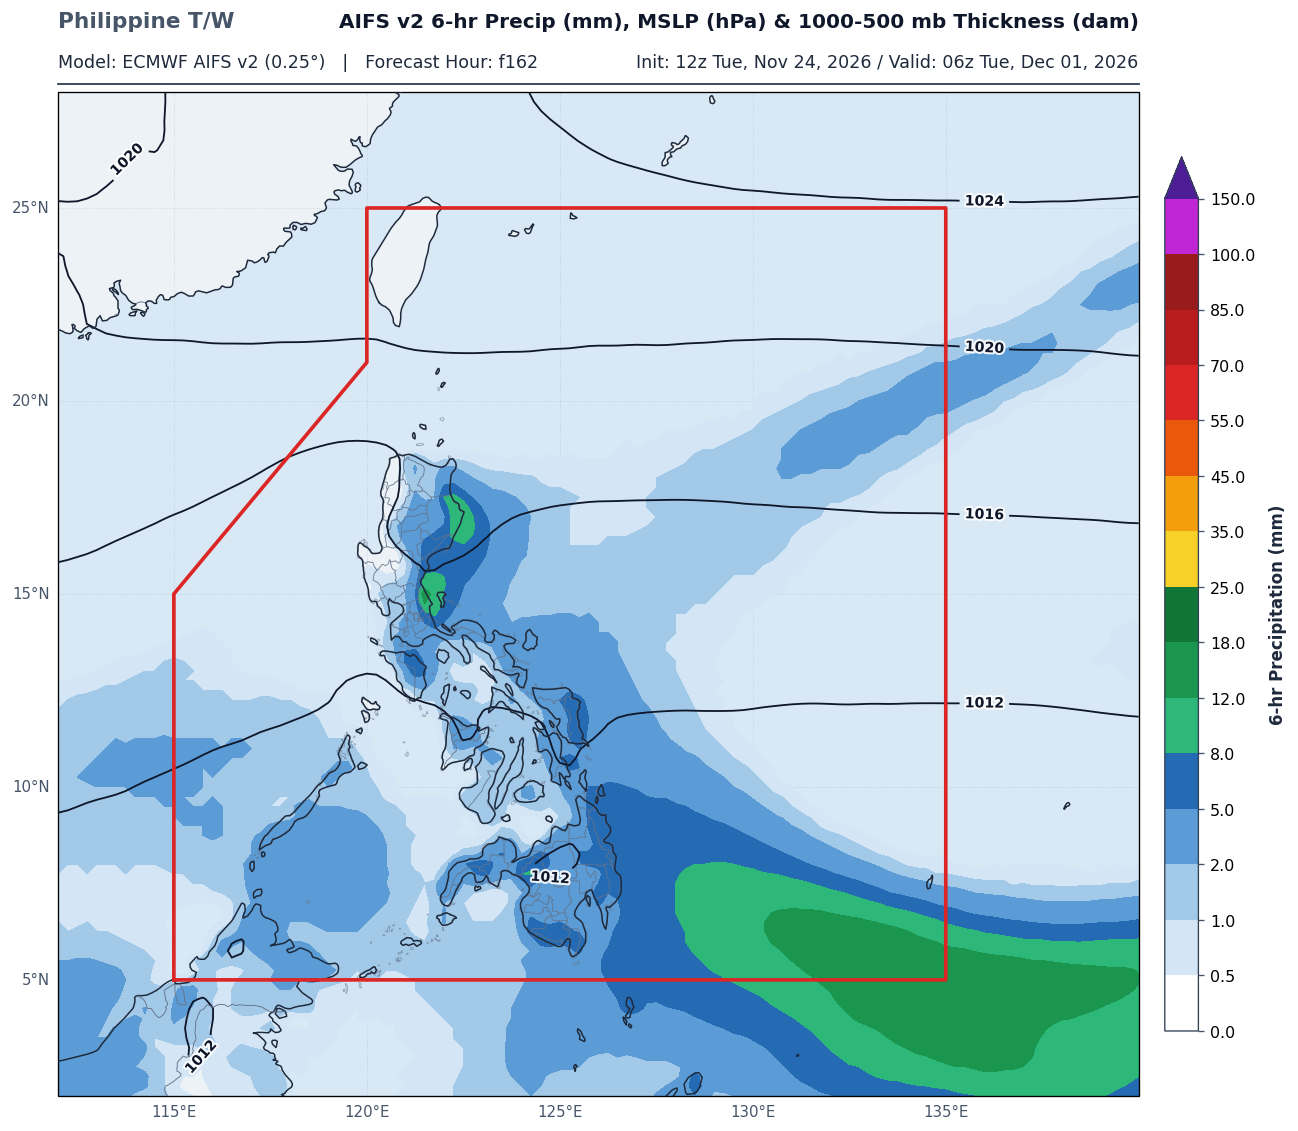 Philippine T/W
AIFS v2 6-hr Precip (mm), MSLP (hPa) & 1000-500 mb Thickness (dam)
Model: ECMWF AIFS v2 (0.25°) | Forecast Hour: f162
Init: 12z Tue, Nov 24, 2026 / Valid: 06z Tue, Dec 01, 2026
1020
1024
1020
1016
1012
1012
1012
25°N
20°N
15°N
10°N
5°N
115°E
120°E
125°E
130°E
135°E
150.0
100.0
85.0
70.0
55.0
45.0
35.0
25.0
18.0
12.0
8.0
5.0
2.0
1.0
0.5
0.0
6-hr Precipitation (mm)